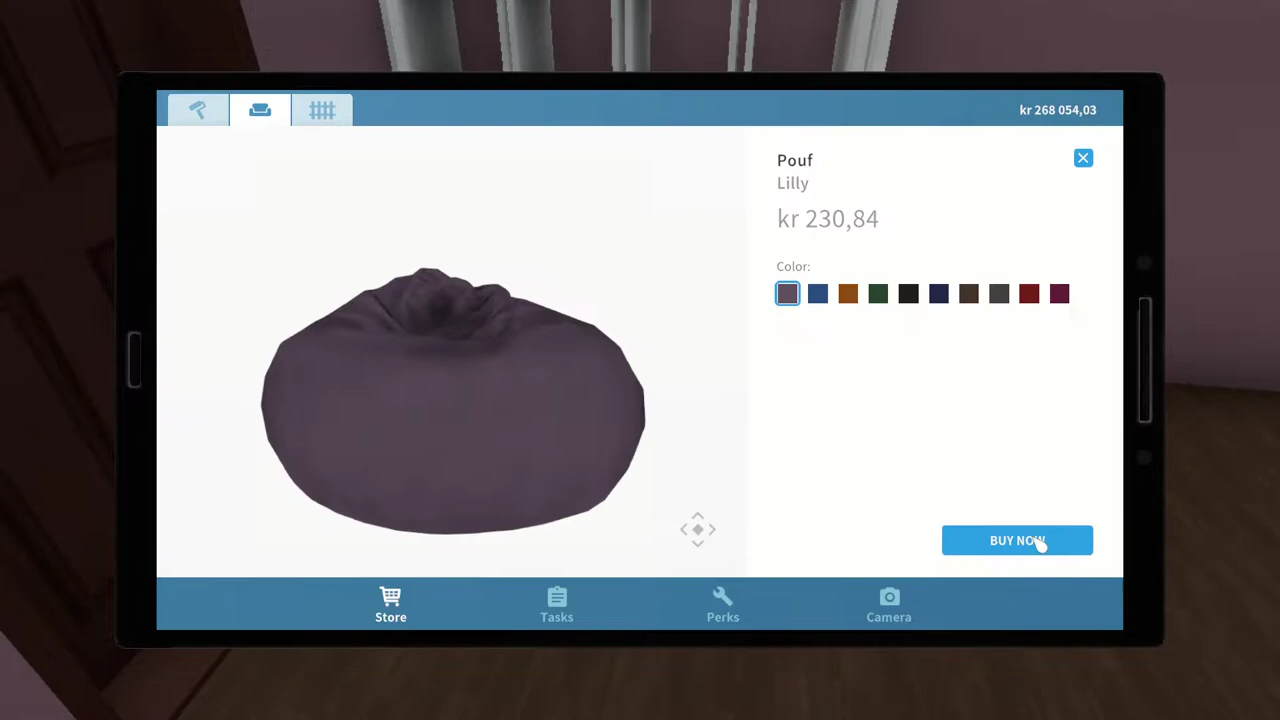 kr 268 054,03
Pouf
Lilly
kr 230,84
Color:
BUY NOW
Store
Tasks
Perks
Camera